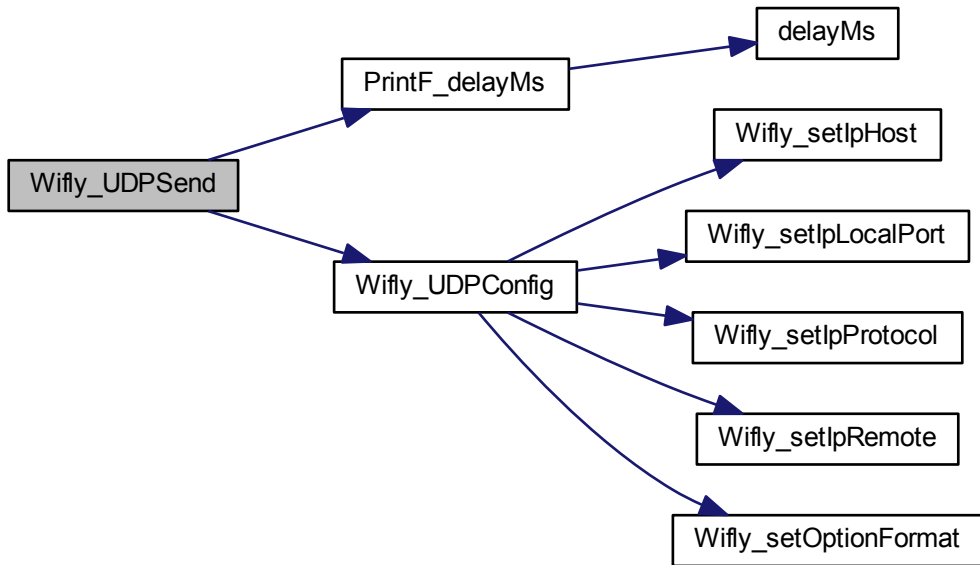 delayMs
PrintF_delayMs
Wifly_setIpHost
Wifly_UDPSend
Wifly_setIpLocalPort
Wifly_UDPConfig
Wifly_setIpProtocol
Wifly_setIpRemote
Wifly_setOptionFormat